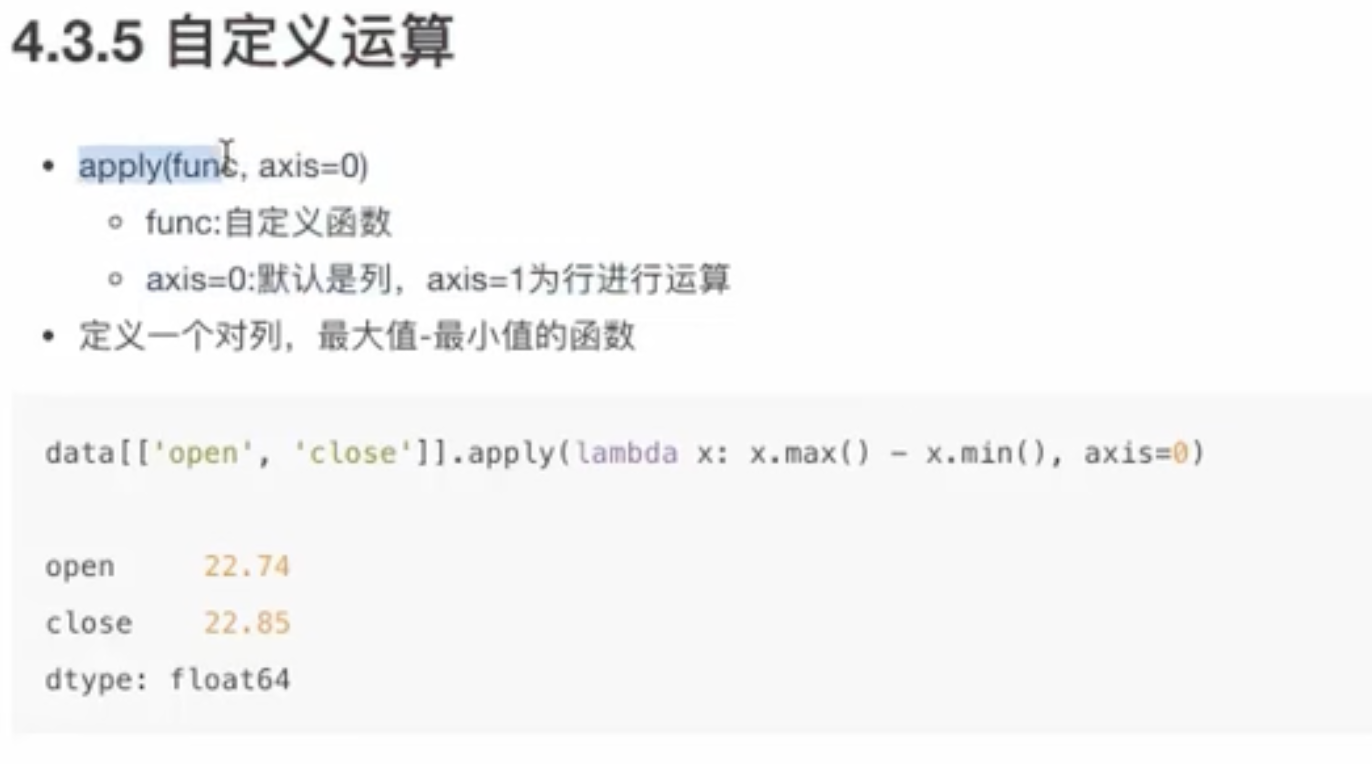 4.3.5 自定义运算
apply(func, axis=0)
func:自定义函数
axis=0:默认是列，axis=1为行进行运算
定义一个对列，最大值-最小值的函数
data[['open', 'close']].apply(lambda x: x.max() - x.min(), axis=0)
open 22.74
close 22.85
dtype: float64